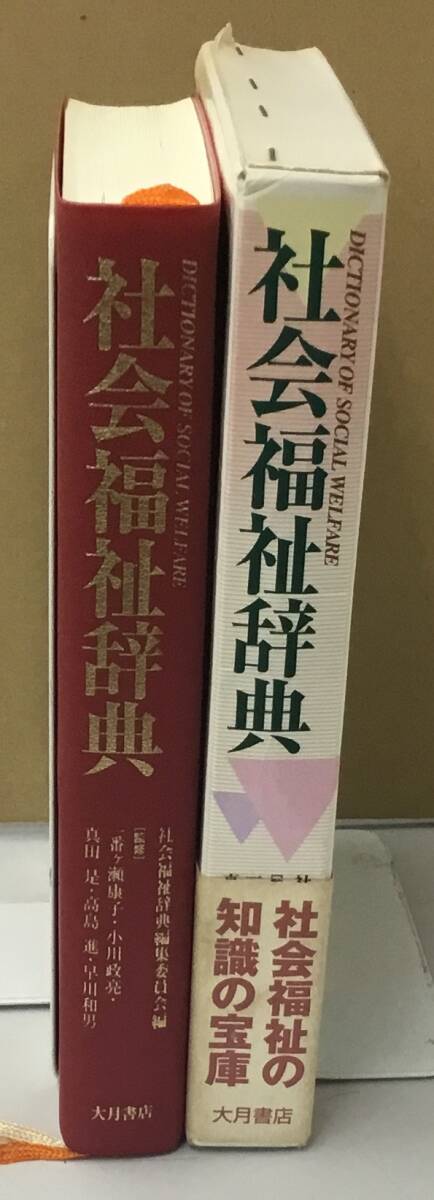 社会福祉辞典
DICTIONARY OF SOCIAL WELFARE
社会福祉辞典編集委員会編
[監修]
一番ヶ瀬康子・小川政亮・
真田 是・高島 進・早川和男
大月書店
社会福祉辞典
DICTIONARY OF SOCIAL WELFARE
社会福祉の
知識の宝庫
大月書店